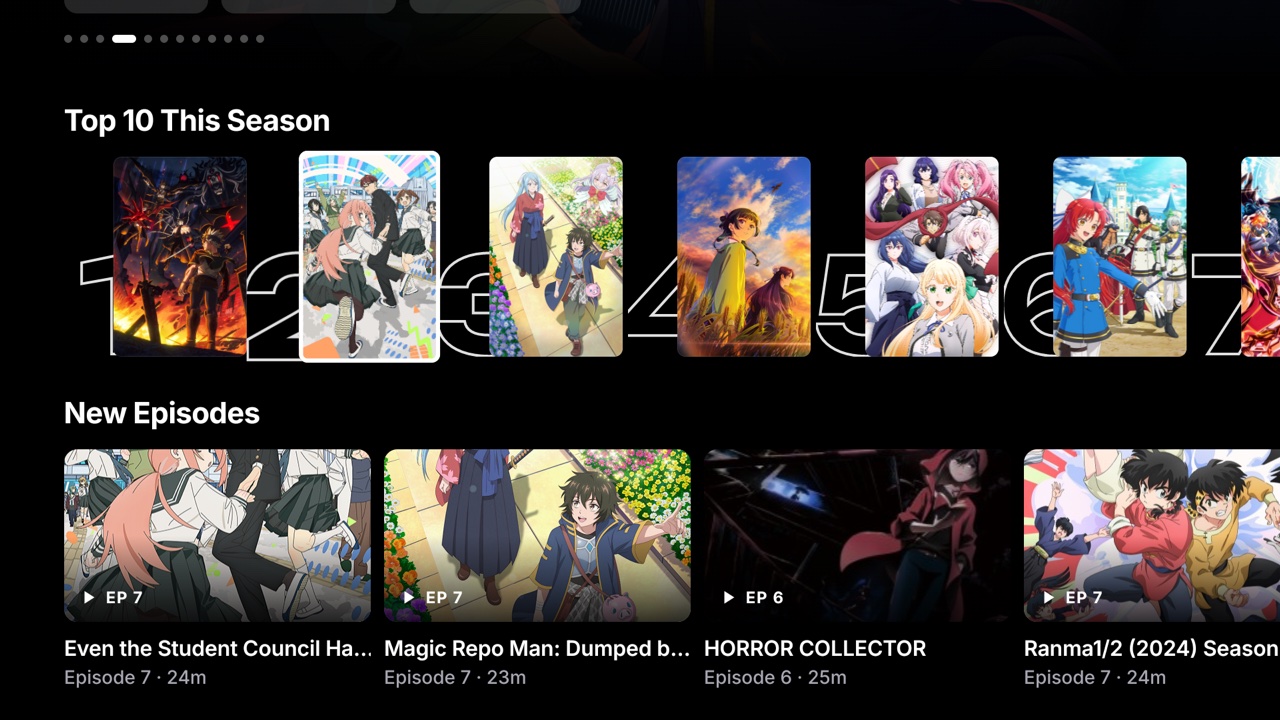 Top 10 This Season
1
2
3
4
5
6
7
New Episodes
EP 7
EP 7
EP 6
EP 7
Even the Student Council Ha...
Magic Repo Man: Dumped b...
HORROR COLLECTOR
Ranma1/2 (2024) Season
Episode 7 · 24m
Episode 7 · 23m
Episode 6 · 25m
Episode 7 · 24m